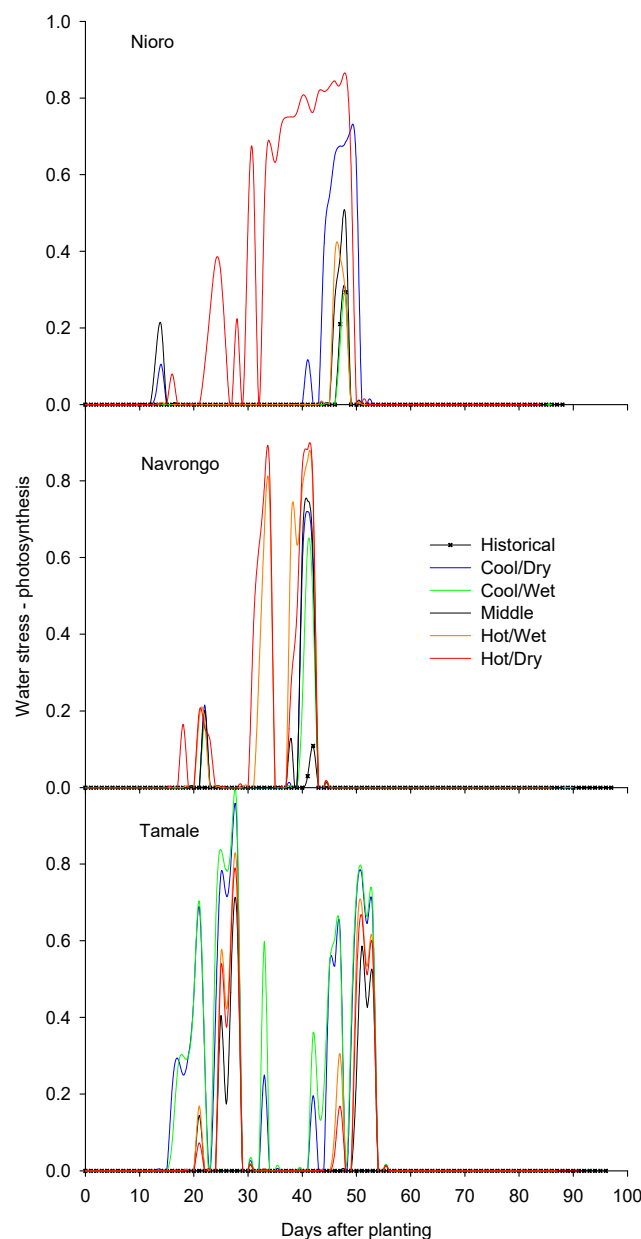 1.0
Nioro
0.8
0.6
0.4
0.2
0.0
Navrongo
0.8
0.6
0.4
0.2
0.0
Historical
Cool/Dry
Cool/Wet
Middle
Hot/Wet
Hot/Dry
Water stress - photosynthesis
Tamale
0.8
0.6
0.4
0.2
0.0
0 10 20 30 40 50 60 70 80 90 100
Days after planting